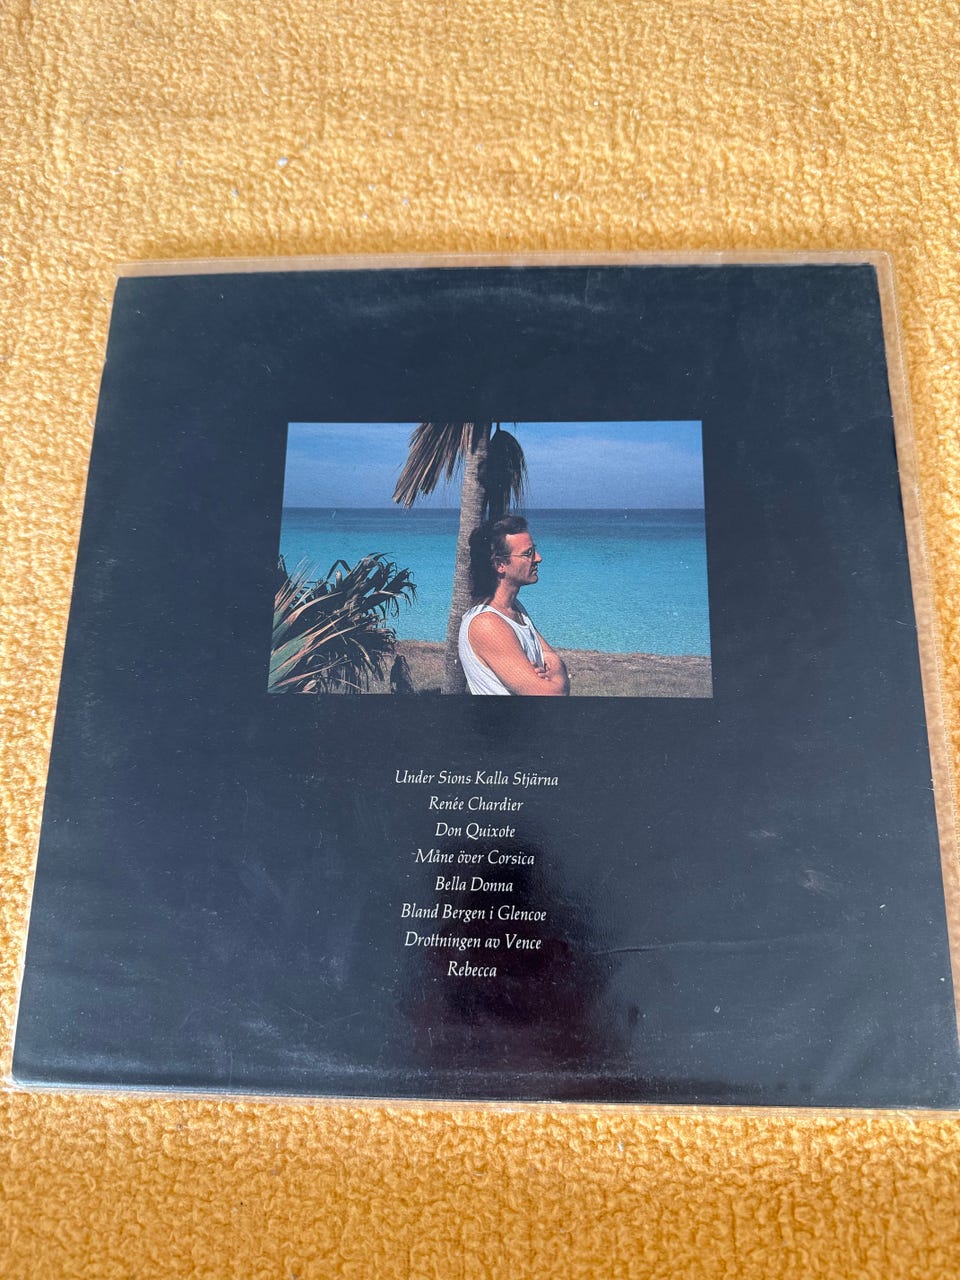 Under Sions Kalla Stjärna
Renée Chardier
Don Quixote
Måne över Corsica
Bella Donna
Bland Bergen i Glencoe
Drottningen av Vence
Rebecca